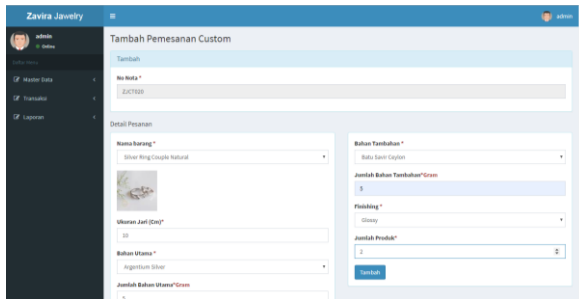 Zavira Jawelry
admin
admin
Online
Tambah Pemesanan Custom
Tambah
No Nota *
ZJCT020
Master Data
Transaksi
Laporan
Detail Pesanan
Nama barang *
Silver Ring Couple Natural
Ukuran Jari (Cm)*
10
Bahan Utama *
Argentium Silver
Jumlah Bahan Utama*Gram
Bahan Tambahan *
Batu Savir Ceylon
Jumlah Bahan Tambahan*Gram
Finishing *
Glossy
Jumlah Produk*
2
Tambah